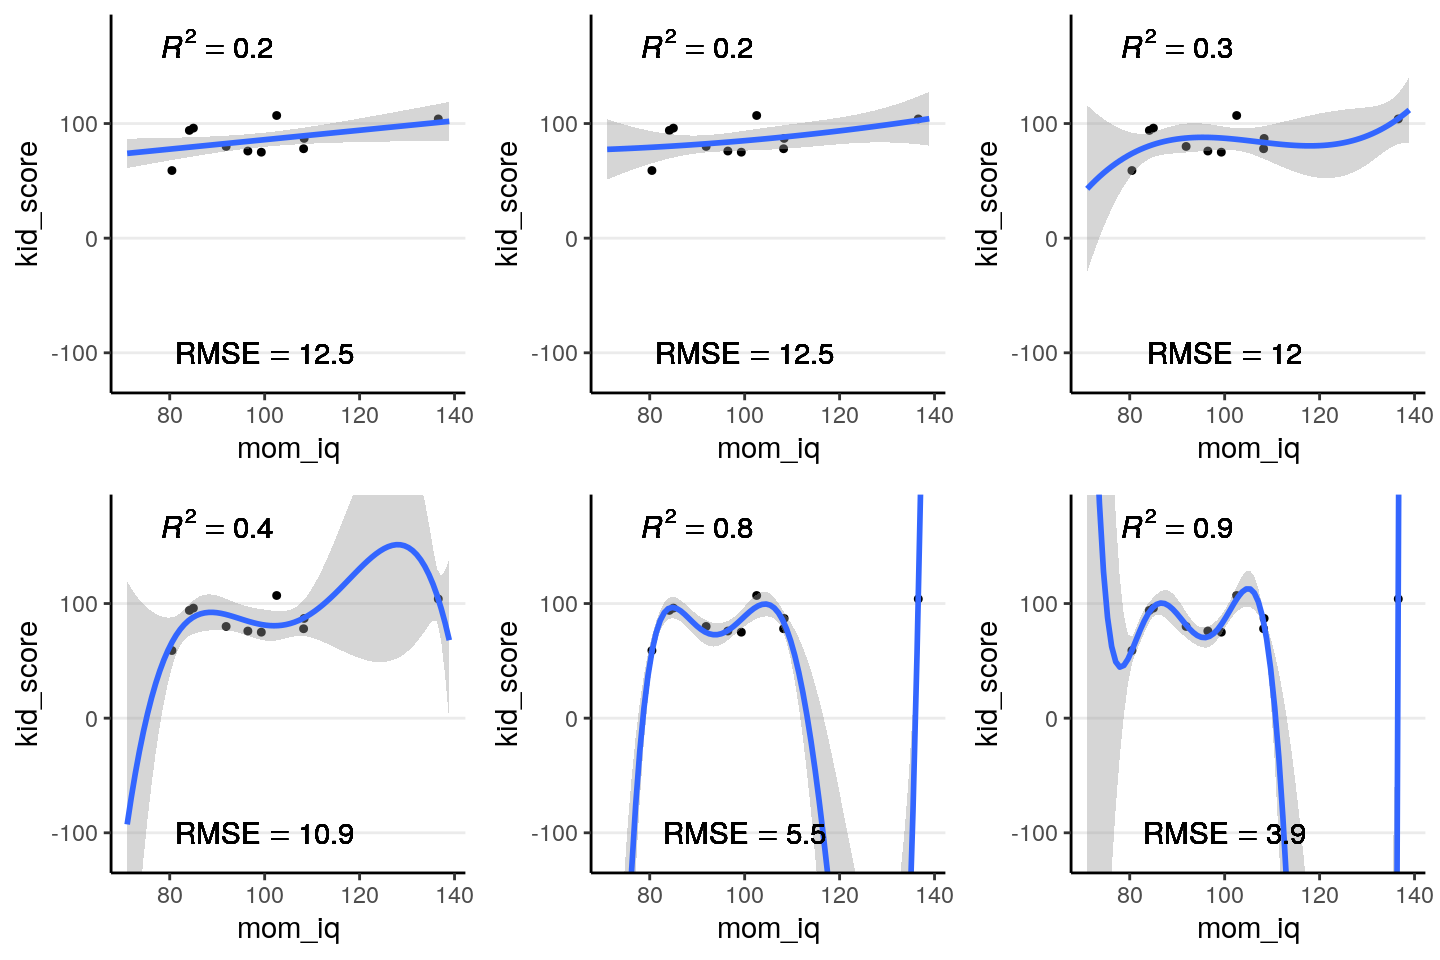 R² = 0.2
100
0
-100
kid_score
RMSE = 12.5
80 100 120 140
mom_iq
R² = 0.2
100
0
-100
kid_score
RMSE = 12.5
80 100 120 140
mom_iq
R² = 0.3
100
0
-100
kid_score
RMSE = 12
80 100 120 140
mom_iq
R² = 0.4
100
0
-100
kid_score
RMSE = 10.9
80 100 120 140
mom_iq
R² = 0.8
100
0
-100
kid_score
RMSE = 5.5
80 100 120 140
mom_iq
R² = 0.9
100
0
-100
kid_score
RMSE = 3.9
80 100 120 140
mom_iq